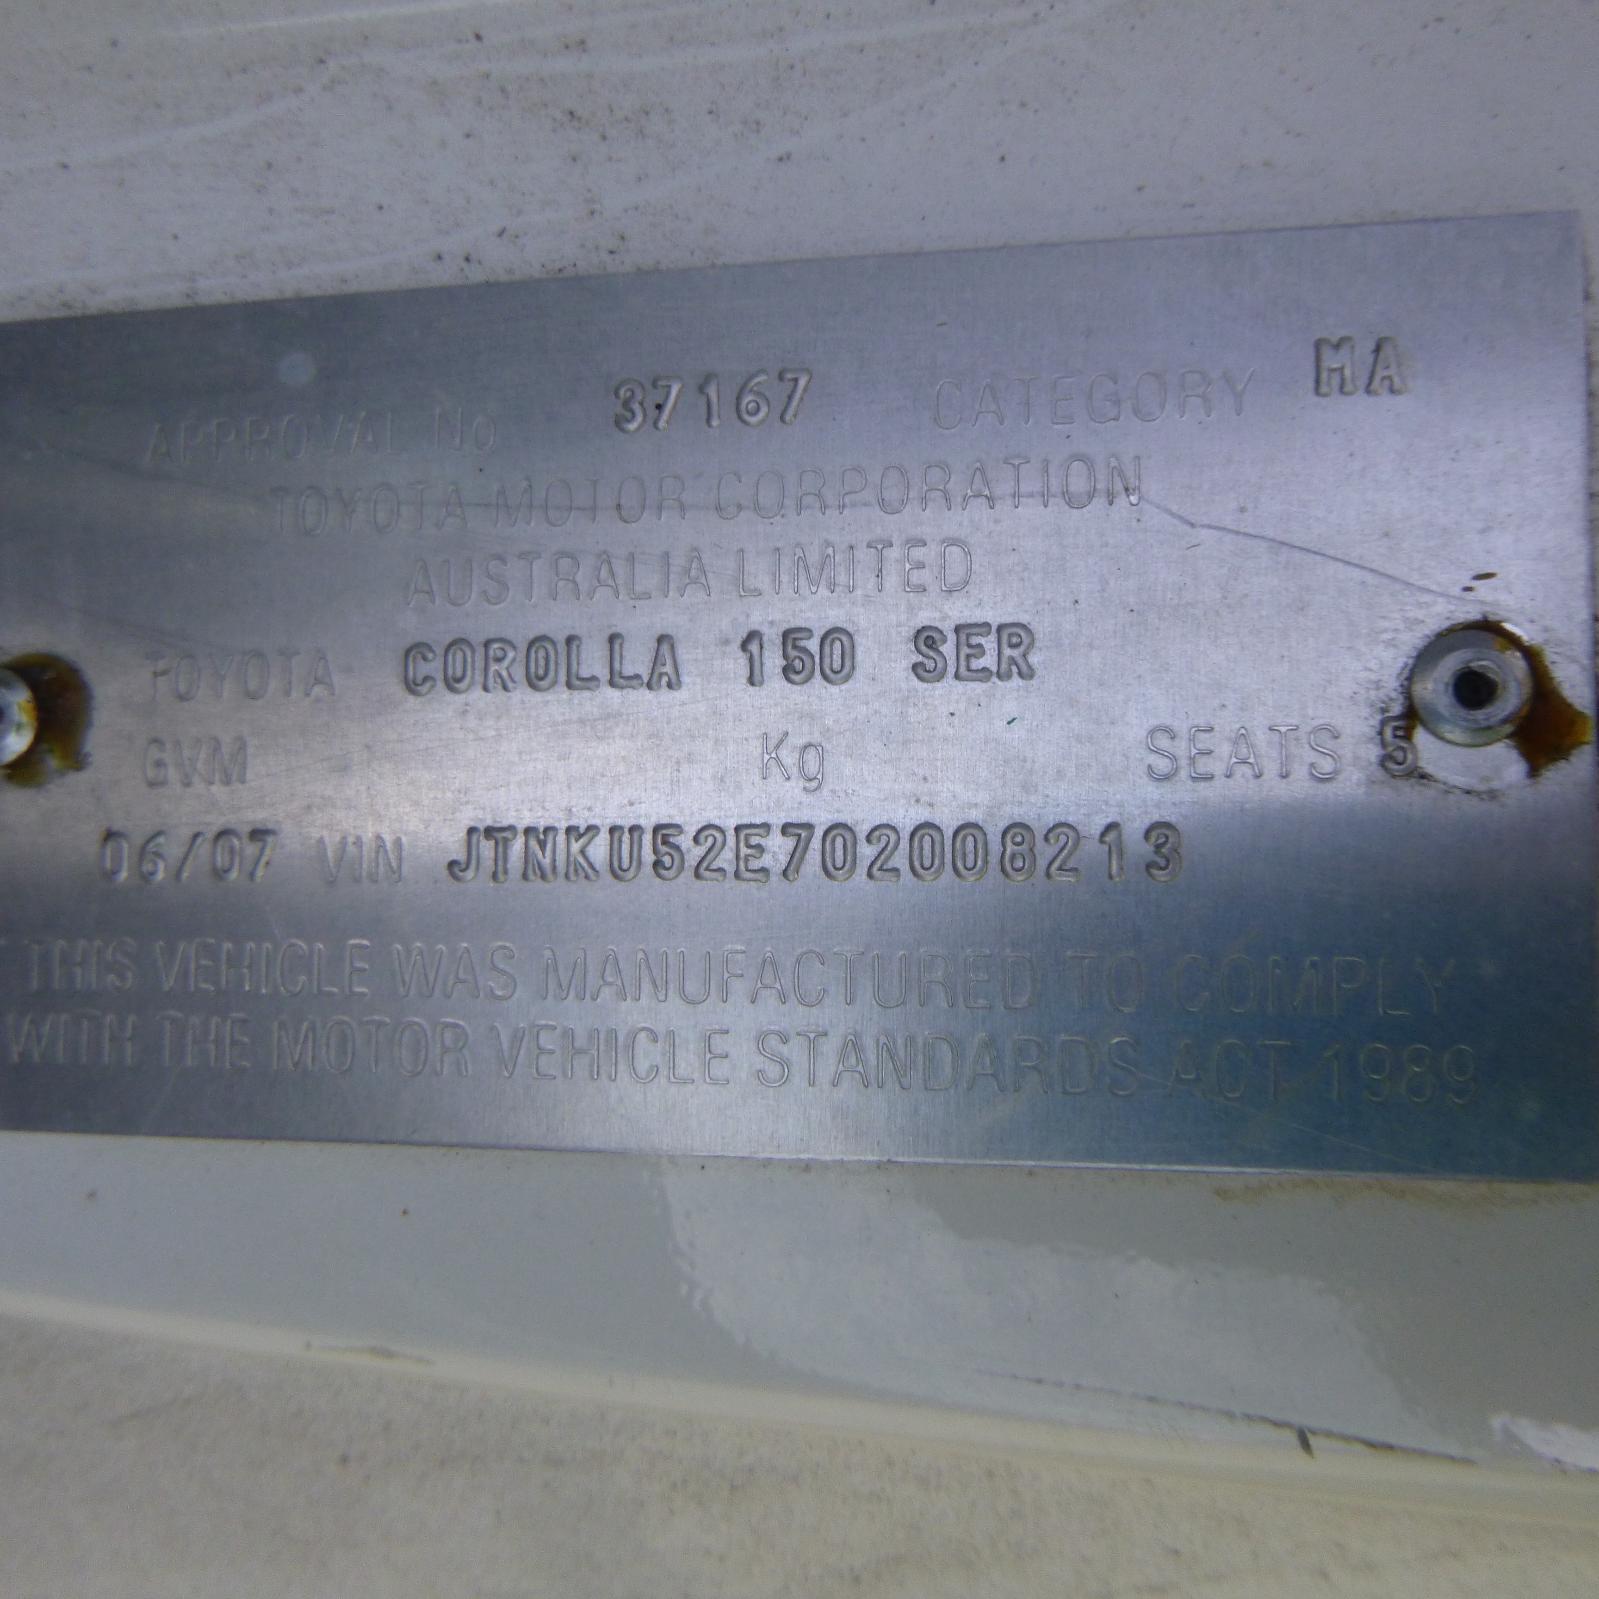 APPROVAL No 37167 CATEGORY MA
TOYOTA MOTOR CORPORATION
AUSTRALIA LIMITED
TOYOTA COROLLA 150 SER
GVM Kg SEATS 5
06/07 VIN JTNKU52E702008213
THIS VEHICLE WAS MANUFACTURED TO COMPLY
WITH THE MOTOR VEHICLE STANDARDS ACT 1989